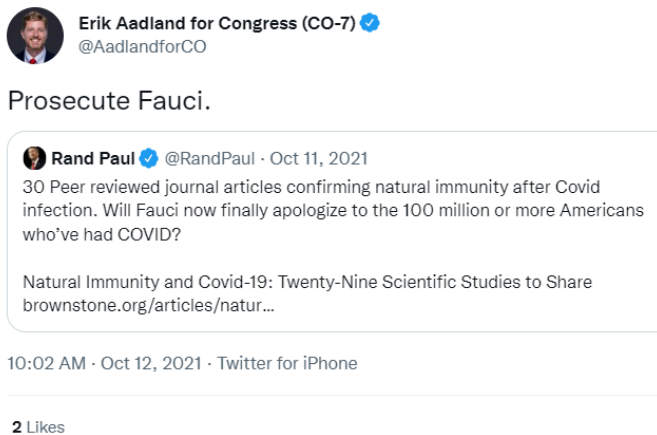 Erik Aadland for Congress (CO-7)
@AadlandforCO
Prosecute Fauci.
Rand Paul @RandPaul · Oct 11, 2021
30 Peer reviewed journal articles confirming natural immunity after Covid
infection. Will Fauci now finally apologize to the 100 million or more Americans
who've had COVID?
Natural Immunity and Covid-19: Twenty-Nine Scientific Studies to Share
brownstone.org/articles/natur...
10:02 AM · Oct 12, 2021 · Twitter for iPhone
2 Likes